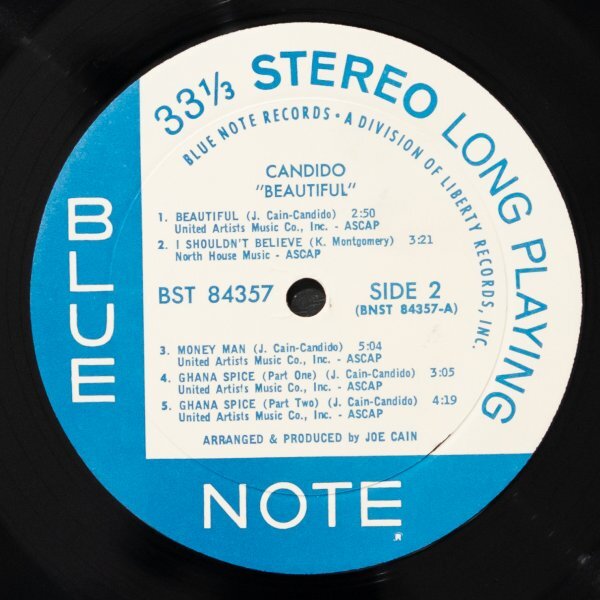 33⅓ STEREO LONG PLAYING
BLUE NOTE RECORDS • A DIVISION OF LIBERTY RECORDS, INC.
CANDIDO
"BEAUTIFUL"
1. BEAUTIFUL (J. Cain-Candido) 2:50
United Artists Music Co., Inc. - ASCAP
2. I SHOULDN'T BELIEVE (K. Montgomery) 3:21
North House Music - ASCAP
BST 84357
SIDE 2
(BNST 84357-A)
3. MONEY MAN (J. Cain-Candido) 5:04
United Artists Music Co., Inc. - ASCAP
4. GHANA SPICE (Part One) (J. Cain-Candido) 3:05
United Artists Music Co., Inc. - ASCAP
5. GHANA SPICE (Part Two) (J. Cain-Candido) 4:19
United Artists Music Co., Inc. - ASCAP
ARRANGED & PRODUCED by JOE CAIN
BLUE
NOTE